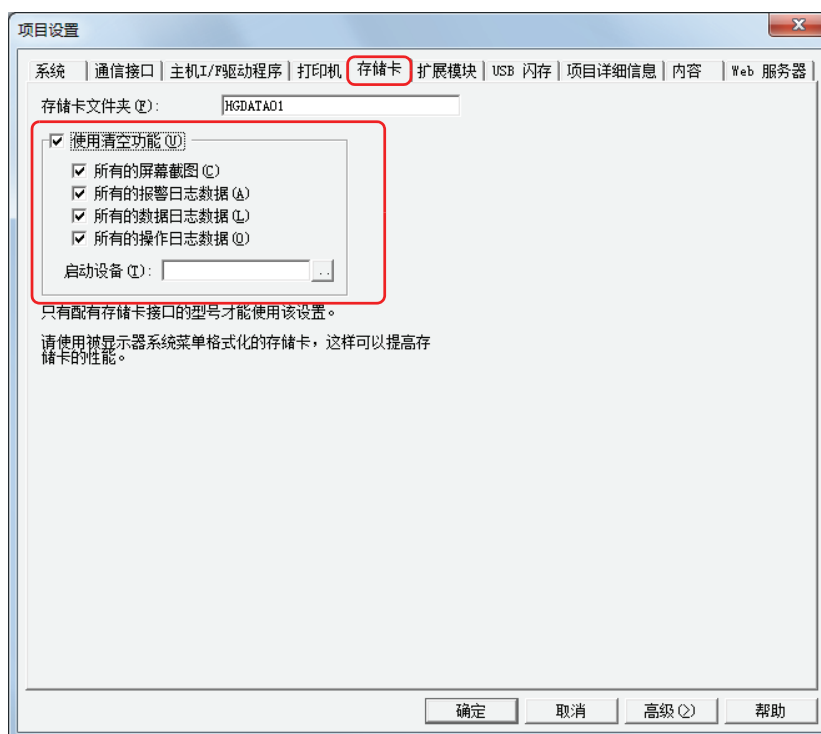 项目设置
系统 通信接口 主机I/F驱动程序 打印机 存储卡 扩展模块 USB 闪存 项目详细信息 内容 Web 服务器
存储卡文件夹(F): HGDATA01
使用清空功能(U)
所有的屏幕截图(C)
所有的报警日志数据(A)
所有的数据日志数据(L)
所有的操作日志数据(O)
启动设备(T): ..
只有配有存储卡接口的型号才能使用该设置。
请使用被显示器系统菜单格式化的存储卡，这样可以提高存
储卡的性能。
确定 取消 高级(>) 帮助